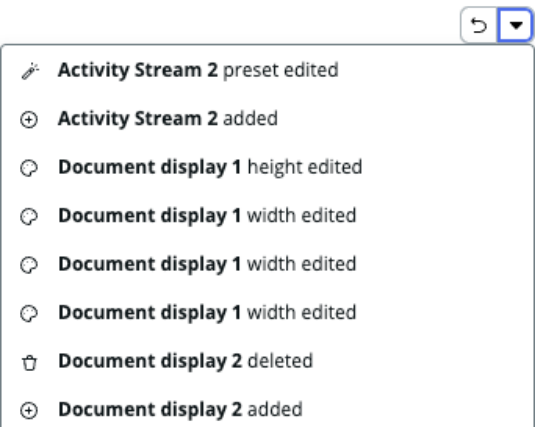 Activity Stream 2 preset edited
Activity Stream 2 added
Document display 1 height edited
Document display 1 width edited
Document display 1 width edited
Document display 1 width edited
Document display 2 deleted
Document display 2 added